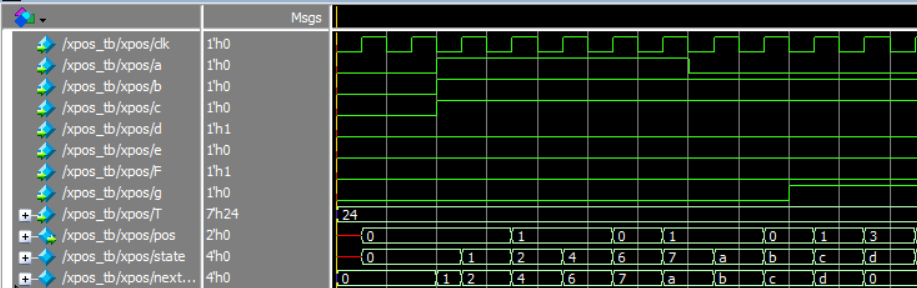 Msgs
/xpos_tb/xpos/clk 1'h0
/xpos_tb/xpos/a 1'h0
/xpos_tb/xpos/b 1'h0
/xpos_tb/xpos/c 1'h0
/xpos_tb/xpos/d 1'h1
/xpos_tb/xpos/e 1'h0
/xpos_tb/xpos/F 1'h1
/xpos_tb/xpos/g 1'h0
/xpos_tb/xpos/T 7'h24 24
/xpos_tb/xpos/pos 2'h0 0 1 0 1 0 1 3
/xpos_tb/xpos/state 4'h0 0 1 2 4 6 7 a b c d
/xpos_tb/xpos/next... 4'h0 0 1 2 4 6 7 a b c d 0